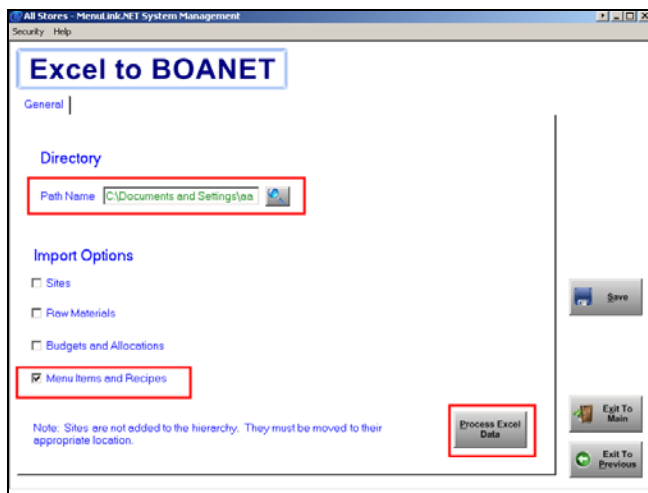 All Stores - MenuLink.NET System Management
Security Help
Excel to BOANET
General
Directory
Path Name C:\Documents and Settings\aa
Import Options
Sites
Raw Materials
Budgets and Allocations
Menu Items and Recipes
Note: Sites are not added to the hierarchy. They must be moved to their
appropriate location.
Process Excel
Data
Save
Exit To
Main
Exit To
Previous